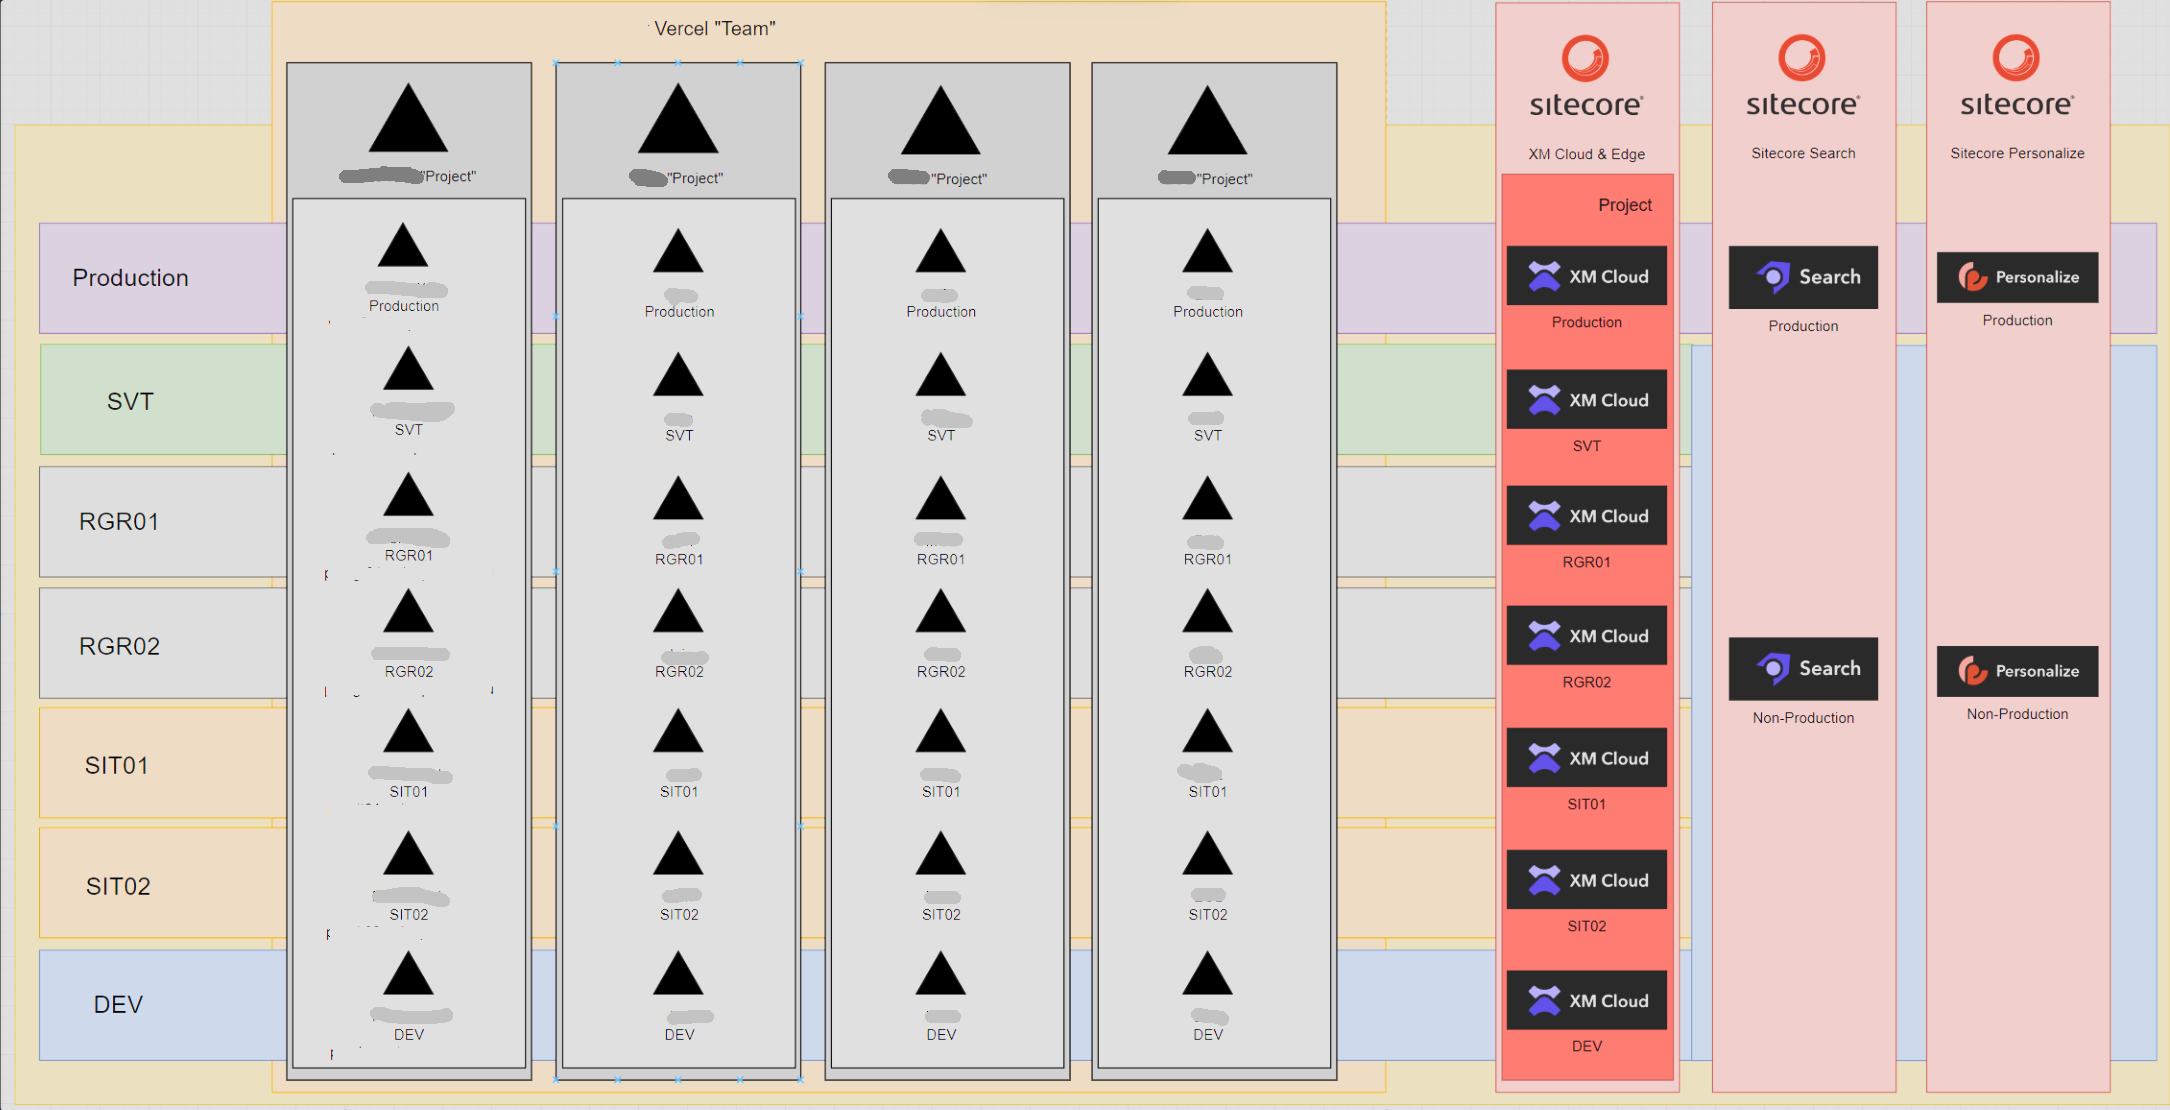 Vercel "Team"
"Project"
"Project"
"Project"
"Project"
sitecore
XM Cloud & Edge
Project
sitecore
Sitecore Search
sitecore
Sitecore Personalize
Production
Production
Production
Production
Production
XM Cloud
Production
Search
Production
Personalize
Production
SVT
SVT
SVT
SVT
SVT
XM Cloud
SVT
RGR01
RGR01
RGR01
RGR01
RGR01
XM Cloud
RGR01
RGR02
RGR02
RGR02
RGR02
RGR02
XM Cloud
RGR02
Search
Non-Production
Personalize
Non-Production
SIT01
SIT01
SIT01
SIT01
SIT01
XM Cloud
SIT01
SIT02
SIT02
SIT02
SIT02
SIT02
XM Cloud
SIT02
DEV
DEV
DEV
DEV
DEV
XM Cloud
DEV